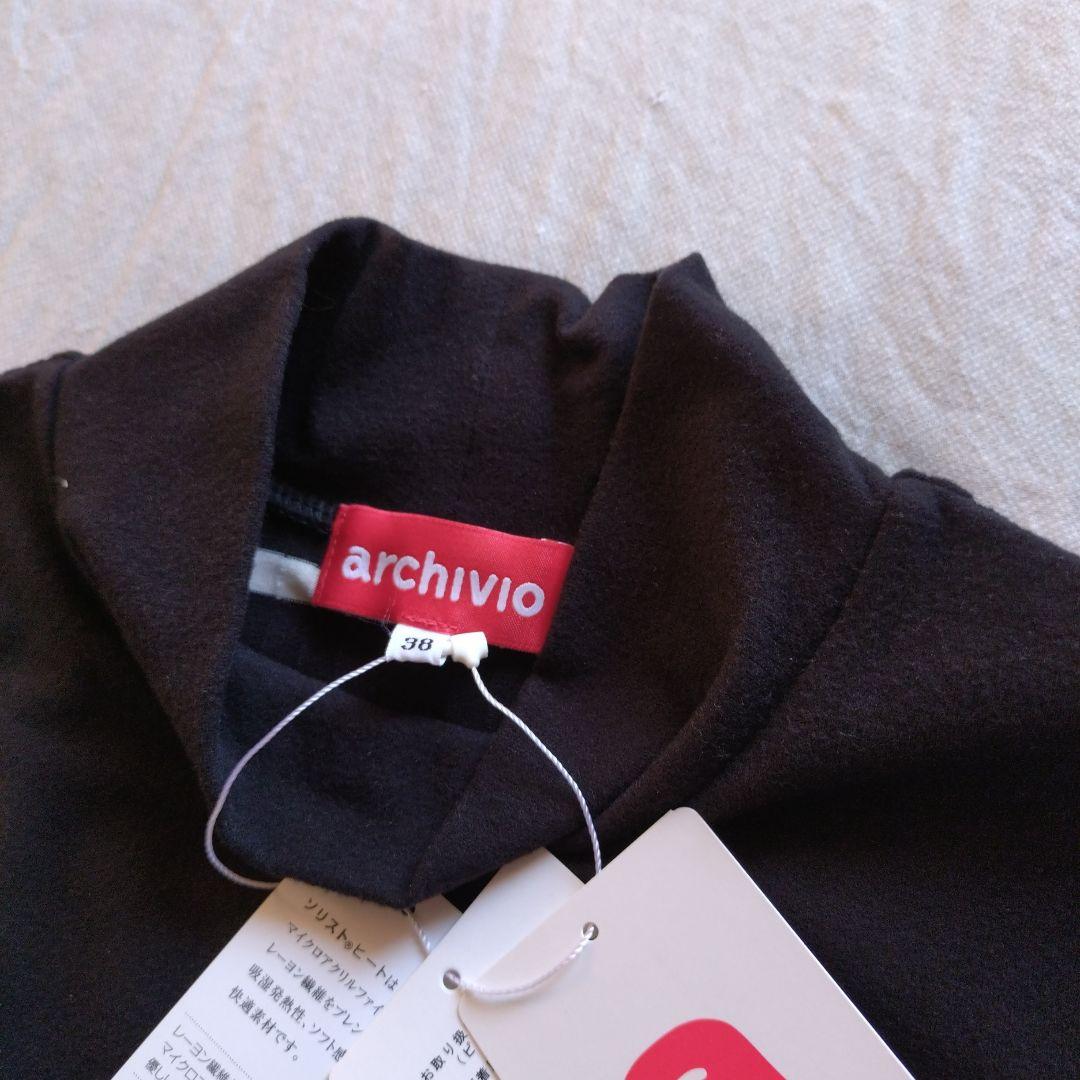 archivio
38
ソリスト®ヒートは
マイクロアクリルファイ
レーヨン繊維をブレン
吸湿発熱性、ソフト感
快適素材です。
レーヨン繊維
マイクロア
優し
お取り扱